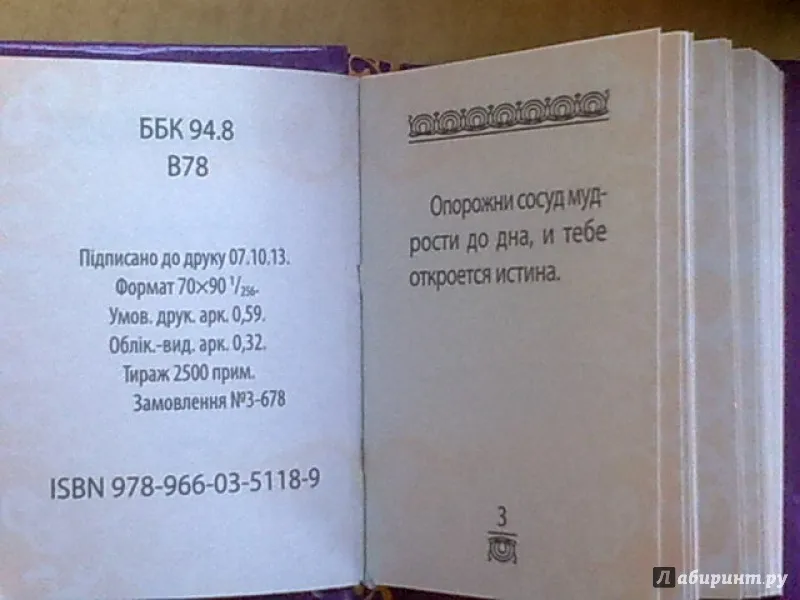 ББК 94.8
В78
Підписано до друку 07.10.13.
Формат 70×90 1/256.
Умов. друк. арк. 0,59.
Облік.-вид. арк. 0,32.
Тираж 2500 прим.
Замовлення №3-678
ISBN 978-966-03-5118-9
Опорожни сосуд муд-
рости до дна, и тебе
откроется истина.
3
Лабиринт.ру